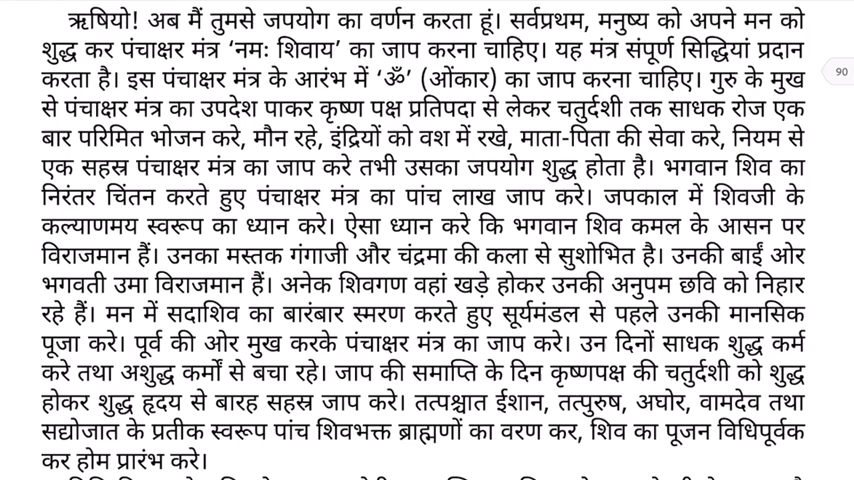 ऋषियो! अब मैं तुमसे जपयोग का वर्णन करता हूं। सर्वप्रथम, मनुष्य को अपने मन को
शुद्ध कर पंचाक्षर मंत्र ‘नमः शिवाय’ का जाप करना चाहिए। यह मंत्र संपूर्ण सिद्धियां प्रदान
करता है। इस पंचाक्षर मंत्र के आरंभ में ‘ॐ’ (ओंकार) का जाप करना चाहिए। गुरु के मुख
90
से पंचाक्षर मंत्र का उपदेश पाकर कृष्ण पक्ष प्रतिपदा से लेकर चतुर्दशी तक साधक रोज एक
बार परिमित भोजन करे, मौन रहे, इंद्रियों को वश में रखे, माता-पिता की सेवा करे, नियम से
एक सहस्र पंचाक्षर मंत्र का जाप करे तभी उसका जपयोग शुद्ध होता है। भगवान शिव का
निरंतर चिंतन करते हुए पंचाक्षर मंत्र का पांच लाख जाप करे। जपकाल में शिवजी के
कल्याणमय स्वरूप का ध्यान करे। ऐसा ध्यान करे कि भगवान शिव कमल के आसन पर
विराजमान हैं। उनका मस्तक गंगाजी और चंद्रमा की कला से सुशोभित है। उनकी बाईं ओर
भगवती उमा विराजमान हैं। अनेक शिवगण वहां खड़े होकर उनकी अनुपम छवि को निहार
रहे हैं। मन में सदाशिव का बारंबार स्मरण करते हुए सूर्यमंडल से पहले उनकी मानसिक
पूजा करे। पूर्व की ओर मुख करके पंचाक्षर मंत्र का जाप करे। उन दिनों साधक शुद्ध कर्म
करे तथा अशुद्ध कर्मों से बचा रहे। जाप की समाप्ति के दिन कृष्णपक्ष की चतुर्दशी को शुद्ध
होकर शुद्ध हृदय से बारह सहस्र जाप करे। तत्पश्चात ईशान, तत्पुरुष, अघोर, वामदेव तथा
सद्योजात के प्रतीक स्वरूप पांच शिवभक्त ब्राह्मणों का वरण कर, शिव का पूजन विधिपूर्वक
कर होम प्रारंभ करे।